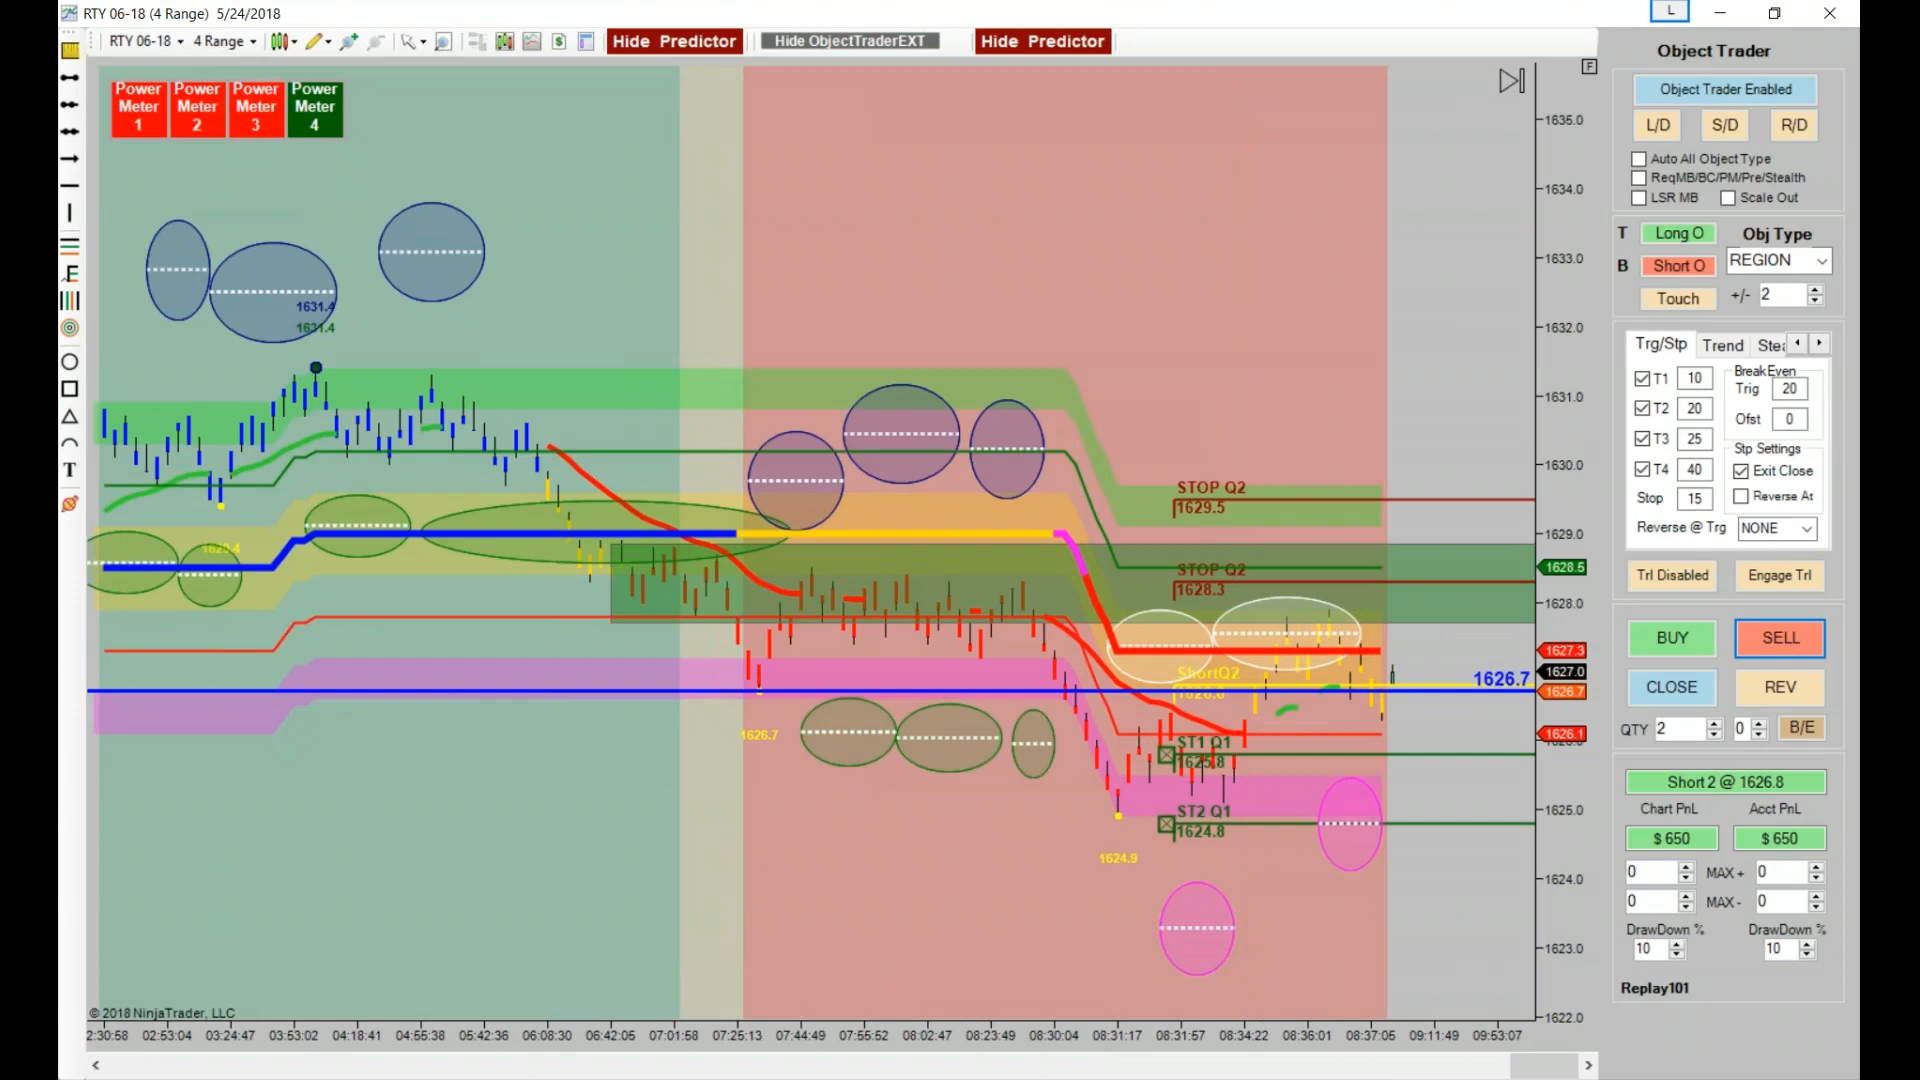 RTY 06-18 (4 Range) 5/24/2018
L
RTY 06-18 4 Range
Hide Predictor
Hide ObjectTraderEXT
Hide Predictor
Power Meter 1
Power Meter 2
Power Meter 3
Power Meter 4
F
1631.4
1631.4
1626.7
1624.9
STOP Q2
1629.5
STOP Q2
1628.3
ShortQ2
1626.8
ST1 Q1
1625.8
ST2 Q1
1624.8
1626.7
1635.0
1634.0
1633.0
1632.0
1631.0
1630.0
1629.0
1628.5
1628.0
1627.3
1627.0
1626.7
1626.1
1625.0
1624.0
1623.0
1622.0
© 2018 NinjaTrader, LLC
2:30:58 02:53:04 03:24:47 03:53:02 04:18:41 04:55:38 05:42:36 06:08:30 06:42:05 07:01:58 07:25:13 07:44:49 07:55:52 08:02:47 08:23:49 08:30:04 08:31:17 08:31:57 08:34:22 08:36:01 08:37:05 09:11:49 09:53:07
E
T
Object Trader
Object Trader Enabled
L/D S/D R/D
Auto All Object Type
ReqMB/BC/PM/Pre/Stealth
LSR MB Scale Out
T Long O Obj Type
B Short O REGION
Touch +/- 2
Trg/Stp Trend Stea
T1 10
T2 20
T3 25
T4 40
Stop 15
BreakEven
Trig 20
Ofst 0
Stp Settings
Exit Close
Reverse At
Reverse @ Trg NONE
Trl Disabled Engage Trl
BUY SELL
CLOSE REV
QTY 2 0 B/E
Short 2 @ 1626.8
Chart PnL Acct PnL
$ 650 $ 650
0 MAX + 0
0 MAX - 0
DrawDown % DrawDown %
10 10
Replay101